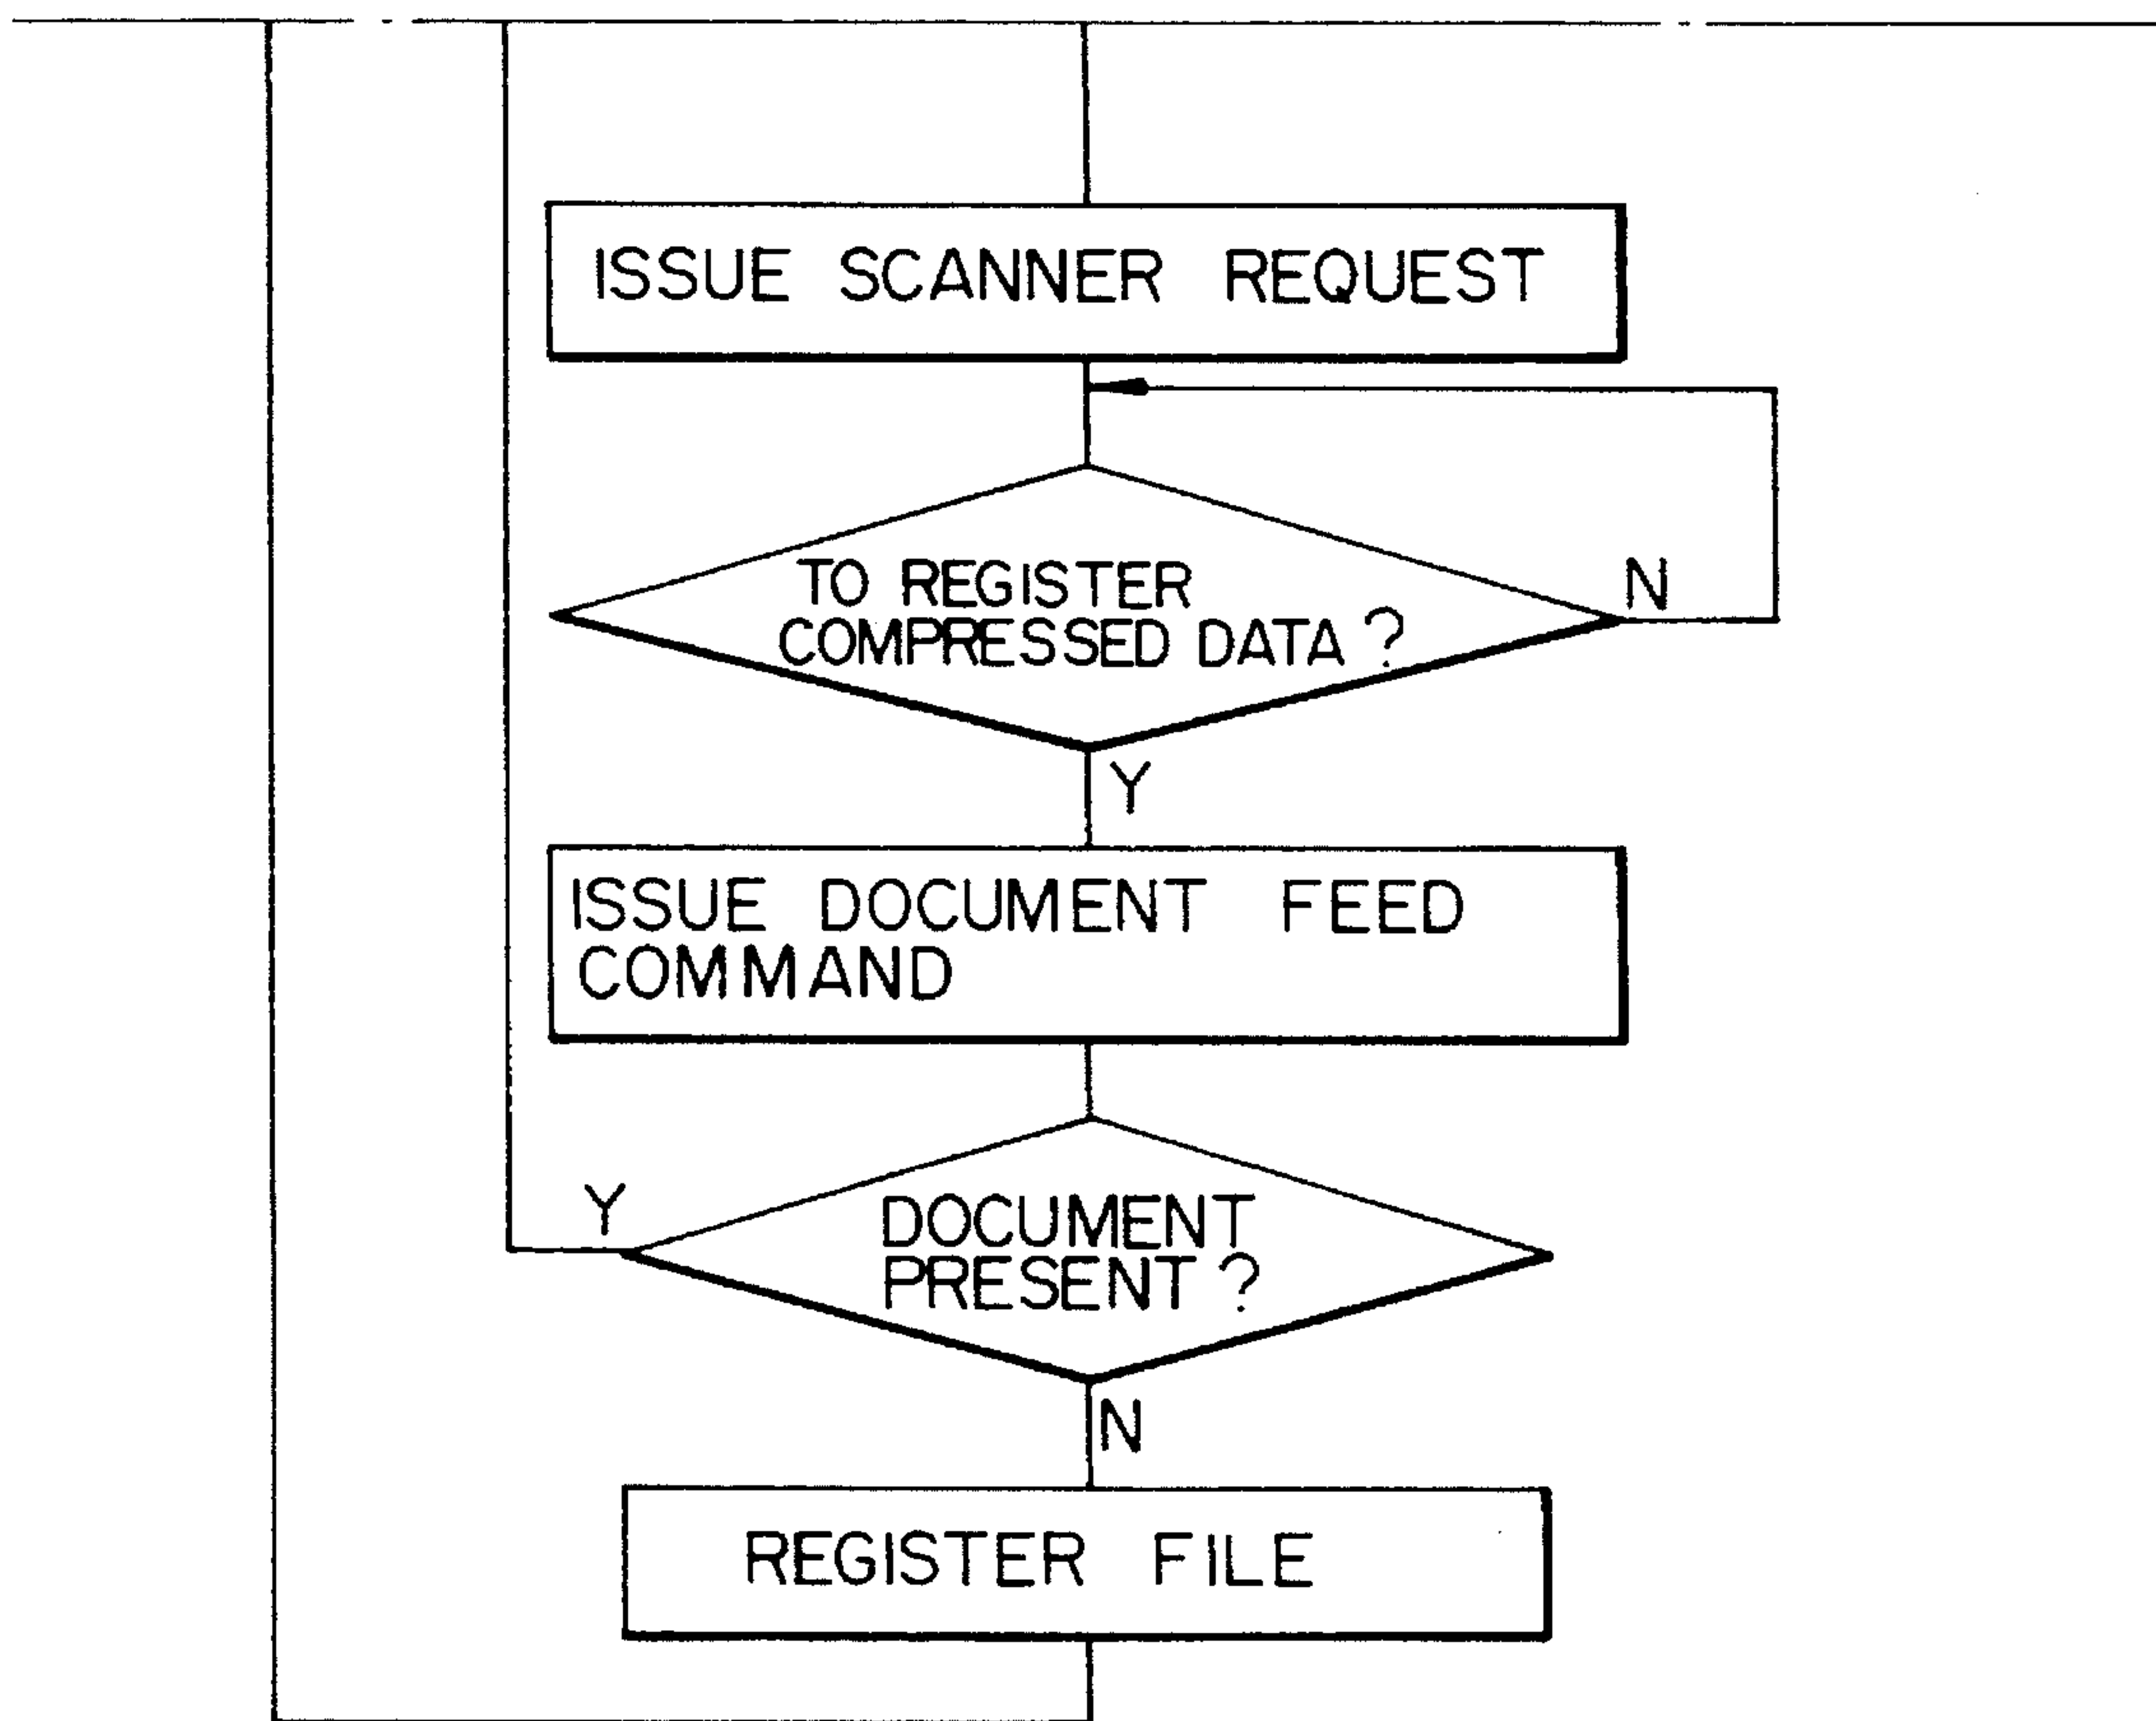 ISSUE SCANNER REQUEST
TO REGISTER
COMPRESSED DATA ?
N
Y
ISSUE DOCUMENT FEED
COMMAND
Y
DOCUMENT
PRESENT ?
N
REGISTER FILE